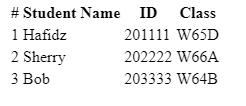 # Student Name ID Class
1 Hafidz 201111 W65D
2 Sherry 202222 W66A
3 Bob 203333 W64B